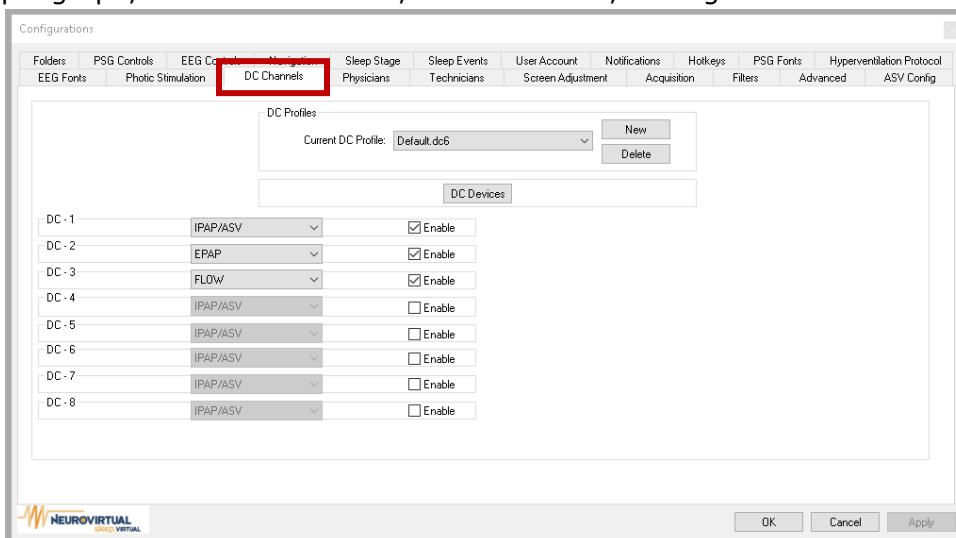 Configurations
Folders PSG Controls EEG Controls Navigation Sleep Stage Sleep Events User Account Notifications Hotkeys PSG Fonts Hyperventilation Protocol
EEG Fonts Photic Stimulation DC Channels Physicians Technicians Screen Adjustment Acquisition Filters Advanced ASV Config
DC Profiles
Current DC Profile: Default.dc6 New
Delete
DC Devices
DC - 1 IPAP/ASV Enable
DC - 2 EPAP Enable
DC - 3 FLOW Enable
DC - 4 IPAP/ASV Enable
DC - 5 IPAP/ASV Enable
DC - 6 IPAP/ASV Enable
DC - 7 IPAP/ASV Enable
DC - 8 IPAP/ASV Enable
NEUROVIRTUAL
sleep VIRTUAL
OK Cancel Apply